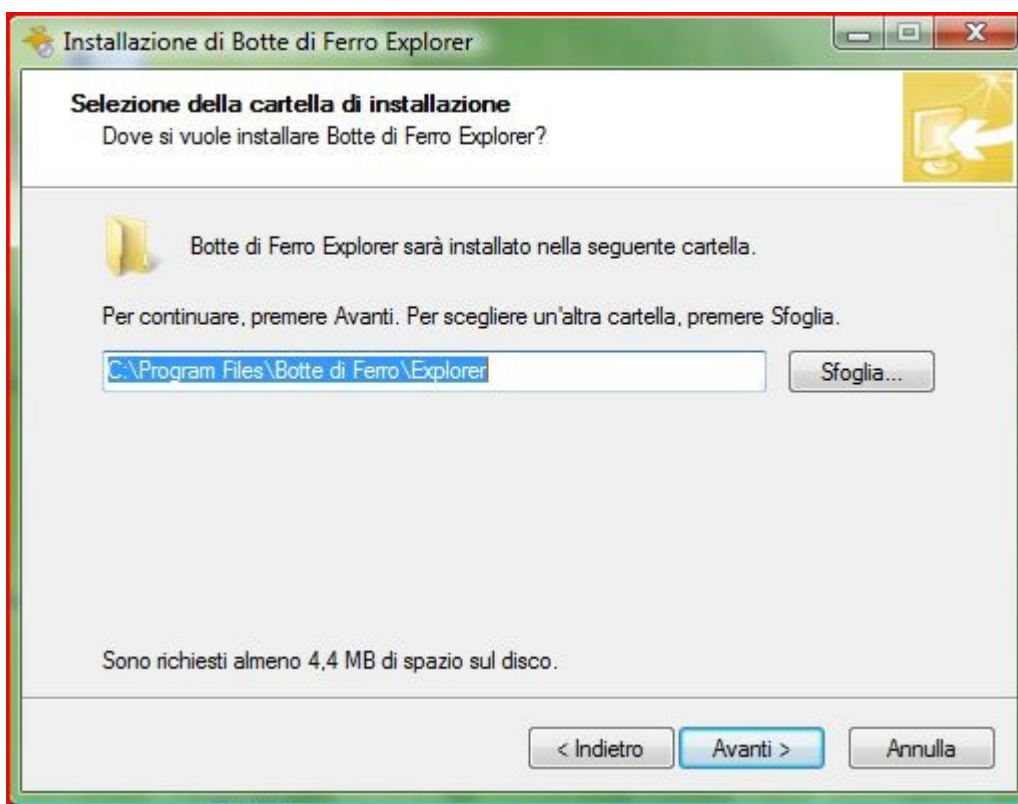 Installazione di Botte di Ferro Explorer
Selezione della cartella di installazione
Dove si vuole installare Botte di Ferro Explorer?
Botte di Ferro Explorer sarà installato nella seguente cartella.
Per continuare, premere Avanti. Per scegliere un'altra cartella, premere Sfoglia.
C:\Program Files\Botte di Ferro\Explorer
Sfoglia...
Sono richiesti almeno 4,4 MB di spazio sul disco.
< Indietro
Avanti >
Annulla